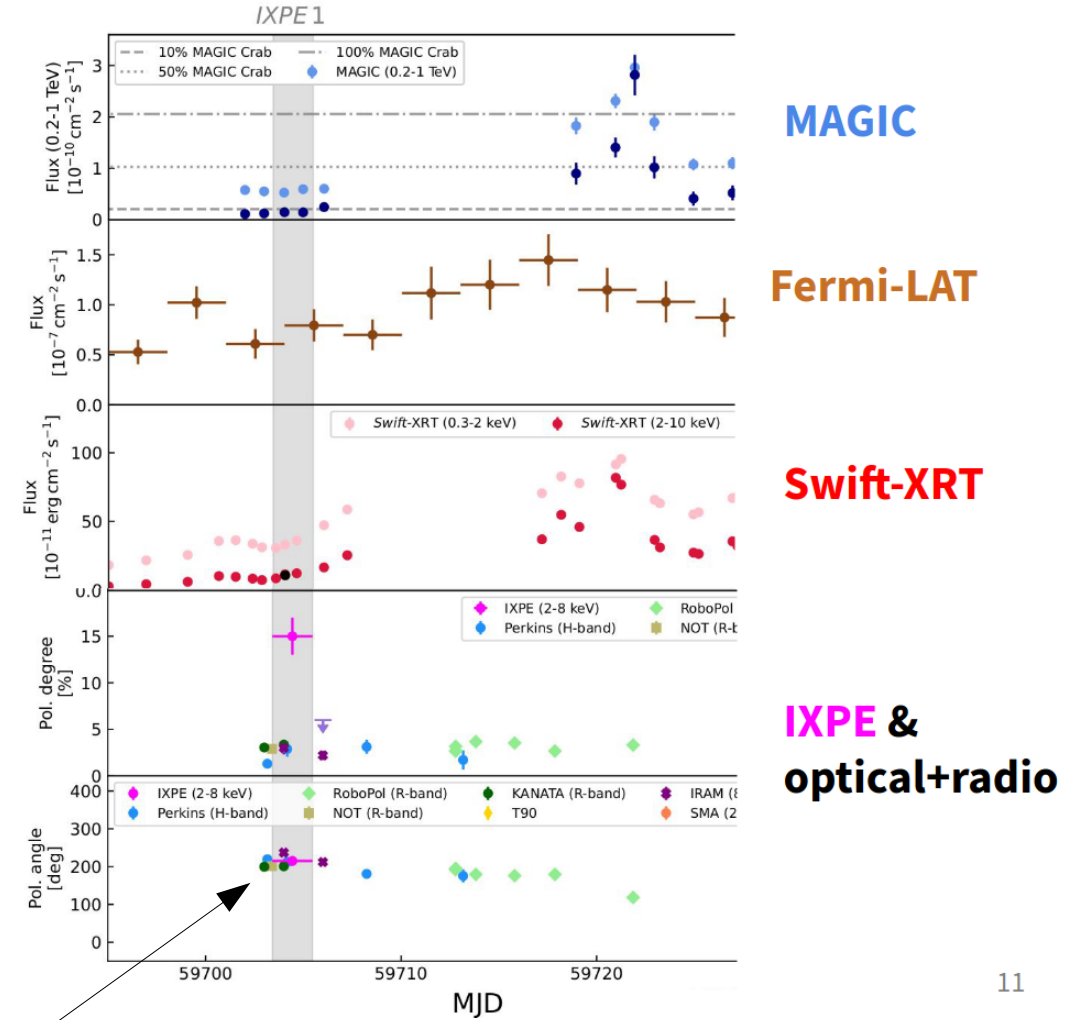 IXPE 1
10% MAGIC Crab
50% MAGIC Crab
100% MAGIC Crab
MAGIC (0.2-1 TeV)
Flux (0.2-1 TeV)
[10⁻¹⁰ cm⁻² s⁻¹]
3
2
1
0
MAGIC
Flux
[10⁻⁷ cm⁻² s⁻¹]
1.5
1.0
0.5
0.0
Fermi-LAT
Swift-XRT (0.3-2 keV)
Swift-XRT (2-10 keV)
Flux
[10⁻¹¹ erg cm⁻² s⁻¹]
100
50
0.0
Swift-XRT
IXPE (2-8 keV)
Perkins (H-band)
RoboPol
NOT (R-b
Pol. degree
[%]
15
10
5
0
IXPE &
optical+radio
IXPE (2-8 keV)
Perkins (H-band)
RoboPol (R-band)
NOT (R-band)
KANATA (R-band)
T90
IRAM (8
SMA (2
Pol. angle
[deg]
400
300
200
100
0
59700
59710
59720
MJD
11